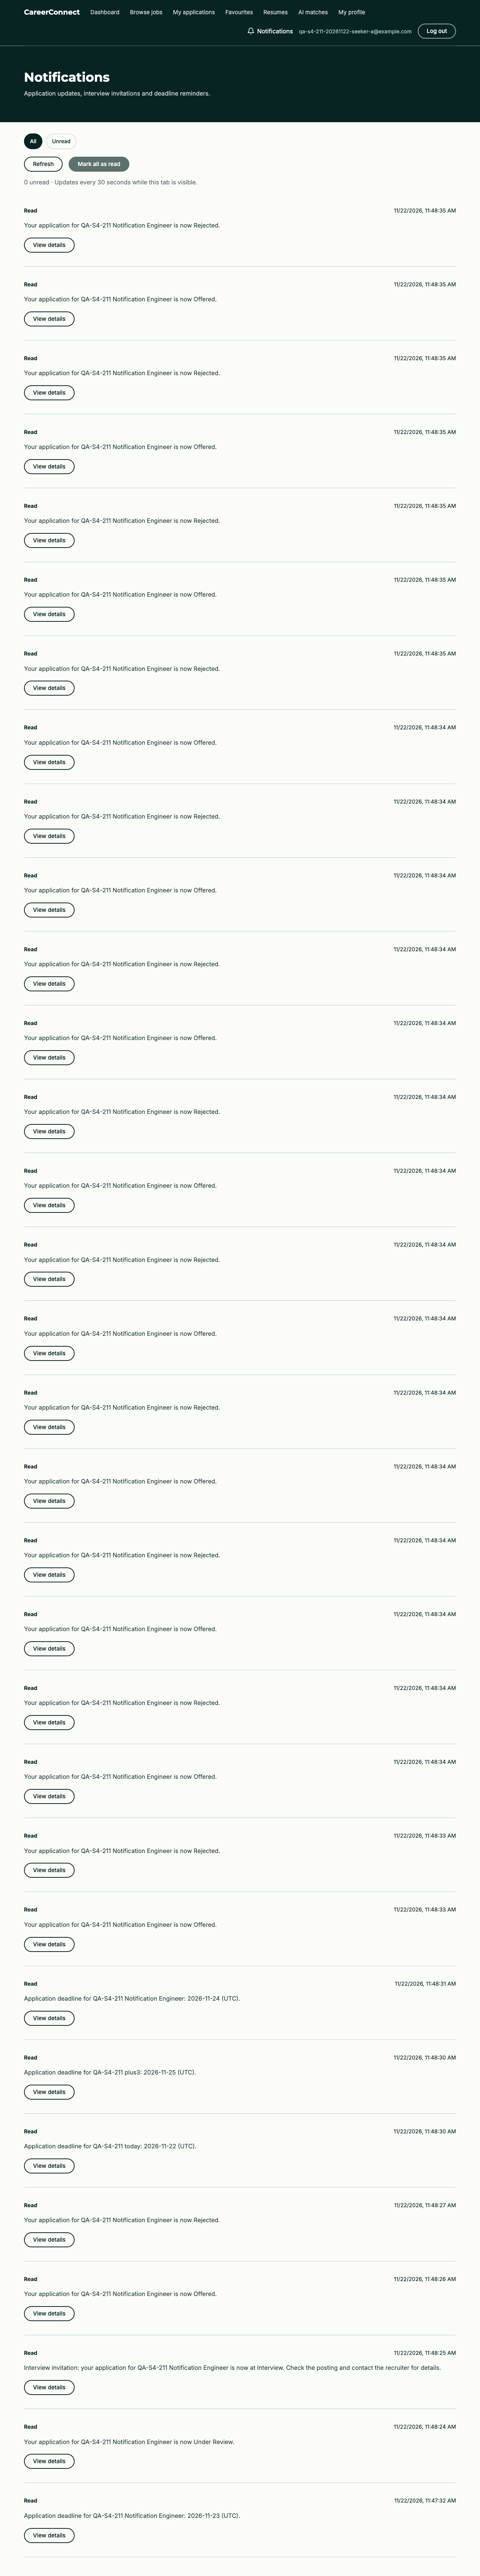 CareerConnect Dashboard Browse jobs My applications Favourites Resumes AI matches My profile
Notifications qa-s4-211-20261122-seeker-a@example.com Log out
Notifications
Application updates, interview invitations and deadline reminders.
All Unread
Refresh Mark all as read
0 unread · Updates every 30 seconds while this tab is visible.
Read 11/22/2026, 11:48:35 AM
Your application for QA-S4-211 Notification Engineer is now Rejected.
View details
Read 11/22/2026, 11:48:35 AM
Your application for QA-S4-211 Notification Engineer is now Offered.
View details
Read 11/22/2026, 11:48:35 AM
Your application for QA-S4-211 Notification Engineer is now Rejected.
View details
Read 11/22/2026, 11:48:35 AM
Your application for QA-S4-211 Notification Engineer is now Offered.
View details
Read 11/22/2026, 11:48:35 AM
Your application for QA-S4-211 Notification Engineer is now Rejected.
View details
Read 11/22/2026, 11:48:35 AM
Your application for QA-S4-211 Notification Engineer is now Offered.
View details
Read 11/22/2026, 11:48:35 AM
Your application for QA-S4-211 Notification Engineer is now Rejected.
View details
Read 11/22/2026, 11:48:34 AM
Your application for QA-S4-211 Notification Engineer is now Offered.
View details
Read 11/22/2026, 11:48:34 AM
Your application for QA-S4-211 Notification Engineer is now Rejected.
View details
Read 11/22/2026, 11:48:34 AM
Your application for QA-S4-211 Notification Engineer is now Offered.
View details
Read 11/22/2026, 11:48:34 AM
Your application for QA-S4-211 Notification Engineer is now Rejected.
View details
Read 11/22/2026, 11:48:34 AM
Your application for QA-S4-211 Notification Engineer is now Offered.
View details
Read 11/22/2026, 11:48:34 AM
Your application for QA-S4-211 Notification Engineer is now Rejected.
View details
Read 11/22/2026, 11:48:34 AM
Your application for QA-S4-211 Notification Engineer is now Offered.
View details
Read 11/22/2026, 11:48:34 AM
Your application for QA-S4-211 Notification Engineer is now Rejected.
View details
Read 11/22/2026, 11:48:34 AM
Your application for QA-S4-211 Notification Engineer is now Offered.
View details
Read 11/22/2026, 11:48:34 AM
Your application for QA-S4-211 Notification Engineer is now Rejected.
View details
Read 11/22/2026, 11:48:34 AM
Your application for QA-S4-211 Notification Engineer is now Offered.
View details
Read 11/22/2026, 11:48:34 AM
Your application for QA-S4-211 Notification Engineer is now Rejected.
View details
Read 11/22/2026, 11:48:34 AM
Your application for QA-S4-211 Notification Engineer is now Offered.
View details
Read 11/22/2026, 11:48:34 AM
Your application for QA-S4-211 Notification Engineer is now Rejected.
View details
Read 11/22/2026, 11:48:34 AM
Your application for QA-S4-211 Notification Engineer is now Offered.
View details
Read 11/22/2026, 11:48:33 AM
Your application for QA-S4-211 Notification Engineer is now Rejected.
View details
Read 11/22/2026, 11:48:33 AM
Your application for QA-S4-211 Notification Engineer is now Offered.
View details
Read 11/22/2026, 11:48:31 AM
Application deadline for QA-S4-211 Notification Engineer: 2026-11-24 (UTC).
View details
Read 11/22/2026, 11:48:30 AM
Application deadline for QA-S4-211 plus3: 2026-11-25 (UTC).
View details
Read 11/22/2026, 11:48:30 AM
Application deadline for QA-S4-211 today: 2026-11-22 (UTC).
View details
Read 11/22/2026, 11:48:27 AM
Your application for QA-S4-211 Notification Engineer is now Rejected.
View details
Read 11/22/2026, 11:48:26 AM
Your application for QA-S4-211 Notification Engineer is now Offered.
View details
Read 11/22/2026, 11:48:25 AM
Interview invitation: your application for QA-S4-211 Notification Engineer is now at Interview. Check the posting and contact the recruiter for details.
View details
Read 11/22/2026, 11:48:24 AM
Your application for QA-S4-211 Notification Engineer is now Under Review.
View details
Read 11/22/2026, 11:47:32 AM
Application deadline for QA-S4-211 Notification Engineer: 2026-11-23 (UTC).
View details